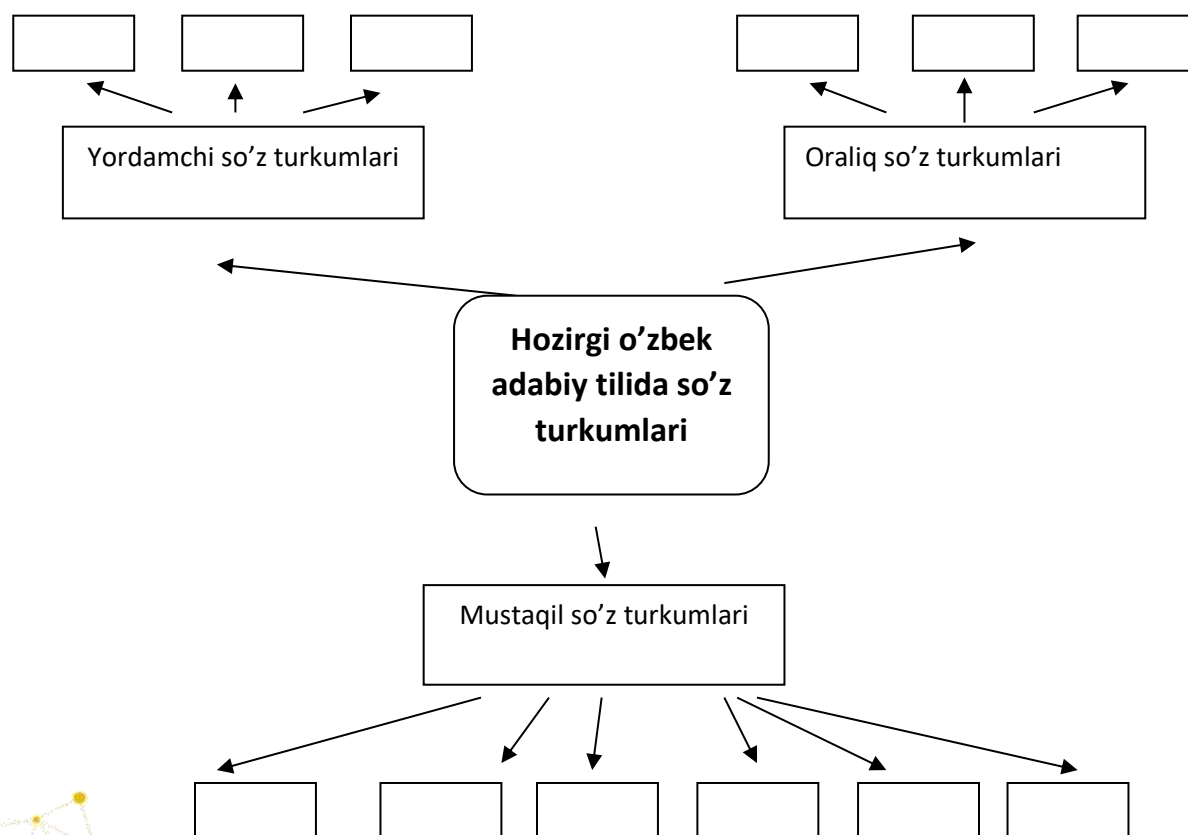 Yordamchi so’z turkumlari
Oraliq so’z turkumlari
Hozirgi o’zbek
adabiy tilida so’z
turkumlari
Mustaqil so’z turkumlari